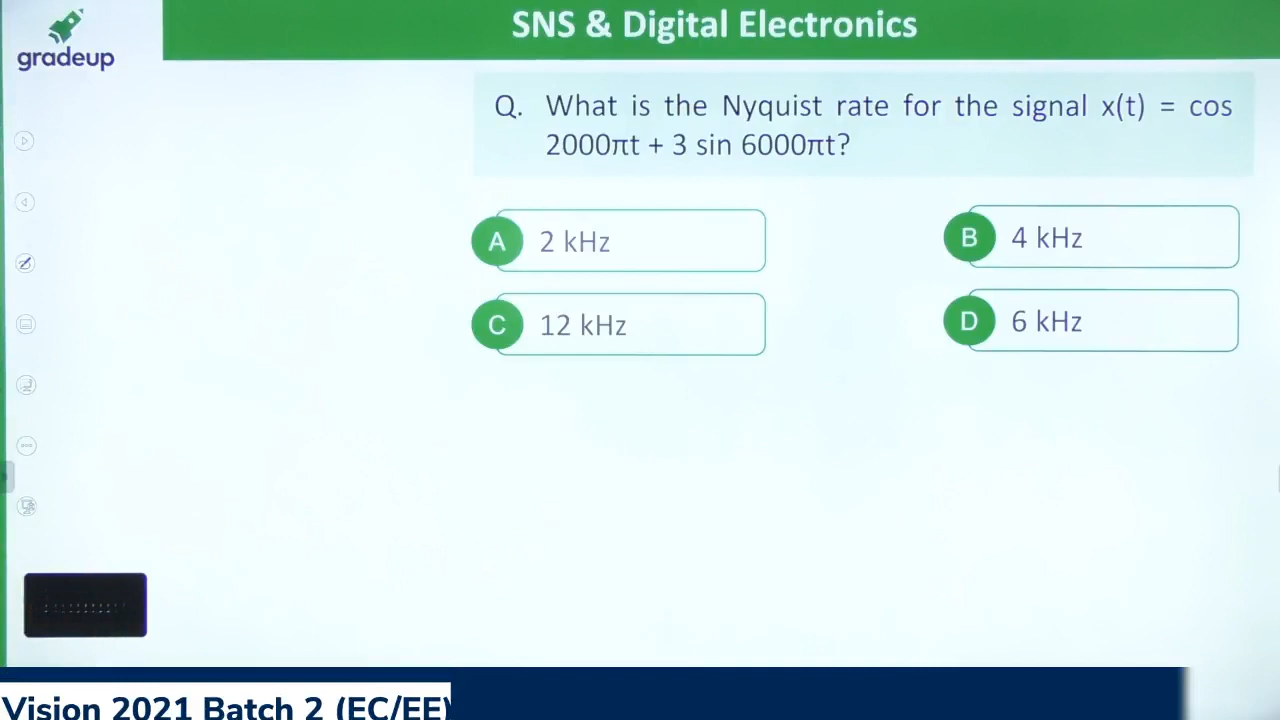 gradeup
SNS & Digital Electronics
Q. What is the Nyquist rate for the signal x(t) = cos
2000πt + 3 sin 6000πt?
A 2 kHz
B 4 kHz
C 12 kHz
D 6 kHz
Vision 2021 Batch 2 (EC/EE)